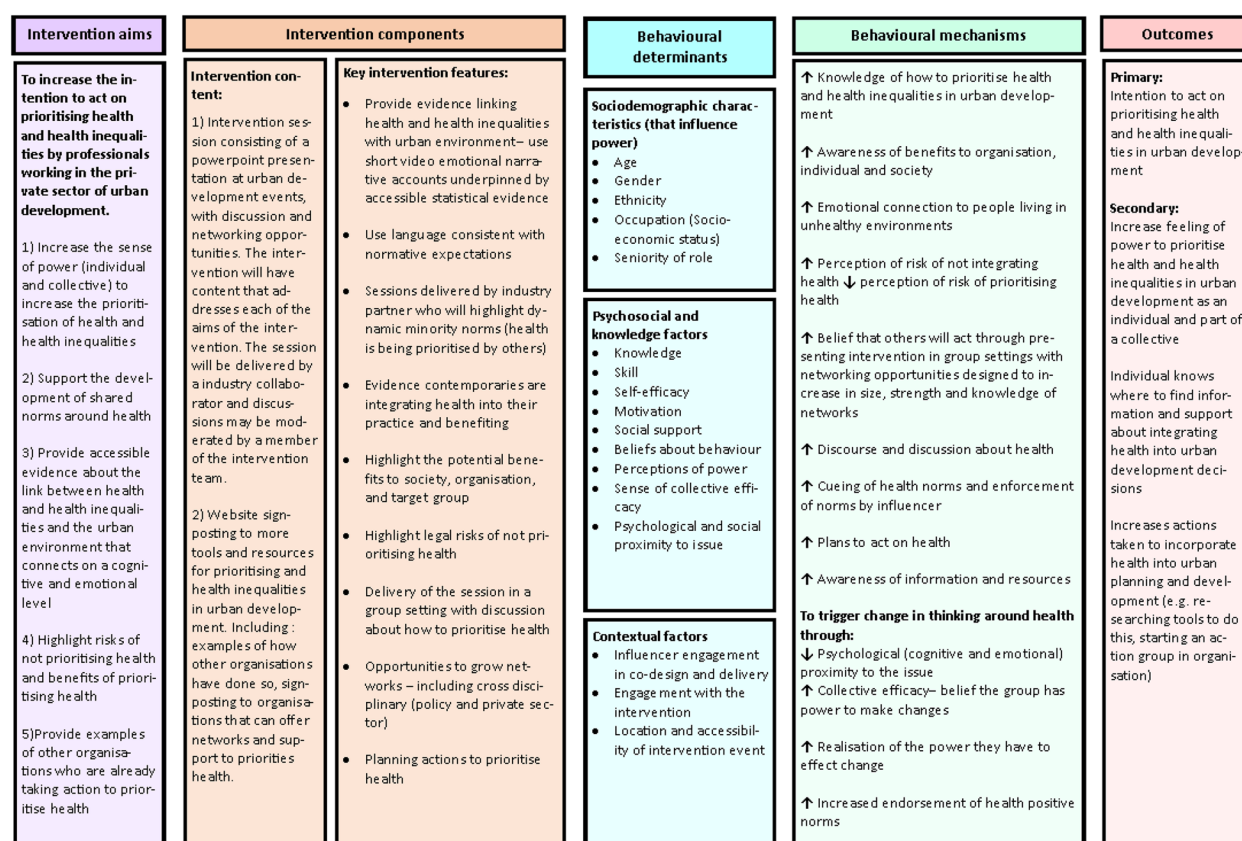 Intervention aims
To increase the in-
tention to act on
prioritising health
and health inequali-
ties by professionals
working in the pri-
vate sector of urban
development.
1) Increase the sense
of power (individual
and collective) to
increase the prioriti-
sation of health and
health inequalities
2) Support the devel-
opment of shared
norms around health
3) Provide accessible
evidence about the
link between health
and health inequali-
ties and the urban
environment that
connects on a cogni-
tive and emotional
level
4) Highlight risks of
not prioritising health
and benefits of priori-
tising health
5)Provide examples
of other organisa-
tions who are already
taking action to prior-
itise health
Intervention components
Intervention con-
tent:
1) Intervention ses-
sion consisting of a
powerpoint presen-
tation at urban de-
velopment events,
with discussion and
networking oppor-
tunities. The inter-
vention will have
content that ad-
dresses each of the
aims of the inter-
vention. The session
will be delivered by
a industry collabo-
rator and discus-
sions may be mod-
erated by a member
of the intervention
team.
2) Website sign-
posting to more
tools and resources
for prioritising and
health inequalities
in urban develop-
ment. Including :
examples of how
other organisations
have done so, sign-
posting to organisa-
tions that can offer
networks and sup-
port to priorities
health.
Key intervention features:
● Provide evidence linking
health and health inequalities
with urban environment– use
short video emotional narra-
tive accounts underpinned by
accessible statistical evidence
● Use language consistent with
normative expectations
● Sessions delivered by industry
partner who will highlight dy-
namic minority norms (health
is being prioritised by others)
● Evidence contemporaries are
integrating health into their
practice and benefiting
● Highlight the potential bene-
fits to society, organisation,
and target group
● Highlight legal risks of not pri-
oritising health
● Delivery of the session in a
group setting with discussion
about how to prioritise health
● Opportunities to grow net-
works – including cross disci-
plinary (policy and private sec-
tor)
● Planning actions to prioritise
health
Behavioural
determinants
Sociodemographic charac-
teristics (that influence
power)
● Age
● Gender
● Ethnicity
● Occupation (Socio-
economic status)
● Seniority of role
Psychosocial and
knowledge factors
● Knowledge
● Skill
● Self-efficacy
● Motivation
● Social support
● Beliefs about behaviour
● Perceptions of power
● Sense of collective effi-
cacy
● Psychological and social
proximity to issue
Contextual factors
● Influencer engagement
in co-design and delivery
● Engagement with the
intervention
● Location and accessibil-
ity of intervention event
Behavioural mechanisms
↑ Knowledge of how to prioritise health
and health inequalities in urban develop-
ment
↑ Awareness of benefits to organisation,
individual and society
↑ Emotional connection to people living in
unhealthy environments
↑ Perception of risk of not integrating
health ↓ perception of risk of prioritising
health
↑ Belief that others will act through pre-
senting intervention in group settings with
networking opportunities designed to in-
crease in size, strength and knowledge of
networks
↑ Discourse and discussion about health
↑ Cueing of health norms and enforcement
of norms by influencer
↑ Plans to act on health
↑ Awareness of information and resources
To trigger change in thinking around health
through:
↓ Psychological (cognitive and emotional)
proximity to the issue
↑ Collective efficacy– belief the group has
power to make changes
↑ Realisation of the power they have to
effect change
↑ Increased endorsement of health positive
norms
Outcomes
Primary:
Intention to act on
prioritising health
and health inequali-
ties in urban develop-
ment
Secondary:
Increase feeling of
power to prioritise
health and health
inequalities in urban
development as an
individual and part of
a collective
Individual knows
where to find infor-
mation and support
about integrating
health into urban
development deci-
sions
Increases actions
taken to incorporate
health into urban
planning and devel-
opment (e.g. re-
searching tools to do
this, starting an ac-
tion group in organi-
sation)